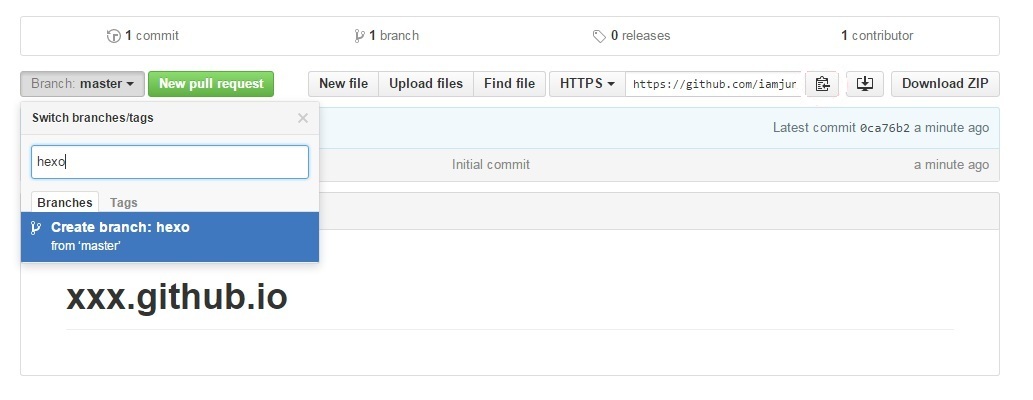 1 commit
1 branch
0 releases
1 contributor
Branch: master
New pull request
New file
Upload files
Find file
HTTPS
https://github.com/iamjur
Download ZIP
Switch branches/tags
×
Latest commit 0ca76b2 a minute ago
hexo
Initial commit
a minute ago
Branches
Tags
Create branch: hexo
from ‘master’
xxx.github.io